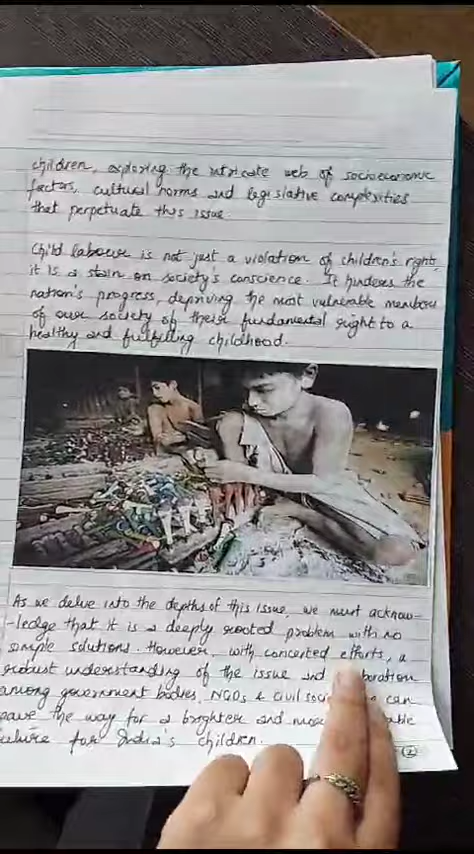 children, exploring the intricate web of socioeconomic
factors, cultural norms and legislative complexities
that perpetuate this issue.
Child labour is not just a violation of children's right,
it is a stain on society's conscience. It hinders the
nation's progress, depriving the most vulnerable members
of our society of their fundamental right to a
healthy and fulfilling childhood.
As we delve into the depths of this issue, we must acknow-
-ledge that it is a deeply rooted problem with no
simple solutions. However, with concerted efforts, a
robust understanding of the issue and
among government bodies, NGOs & civil can
pave the way for a brighter and
future for India's children.
(2)